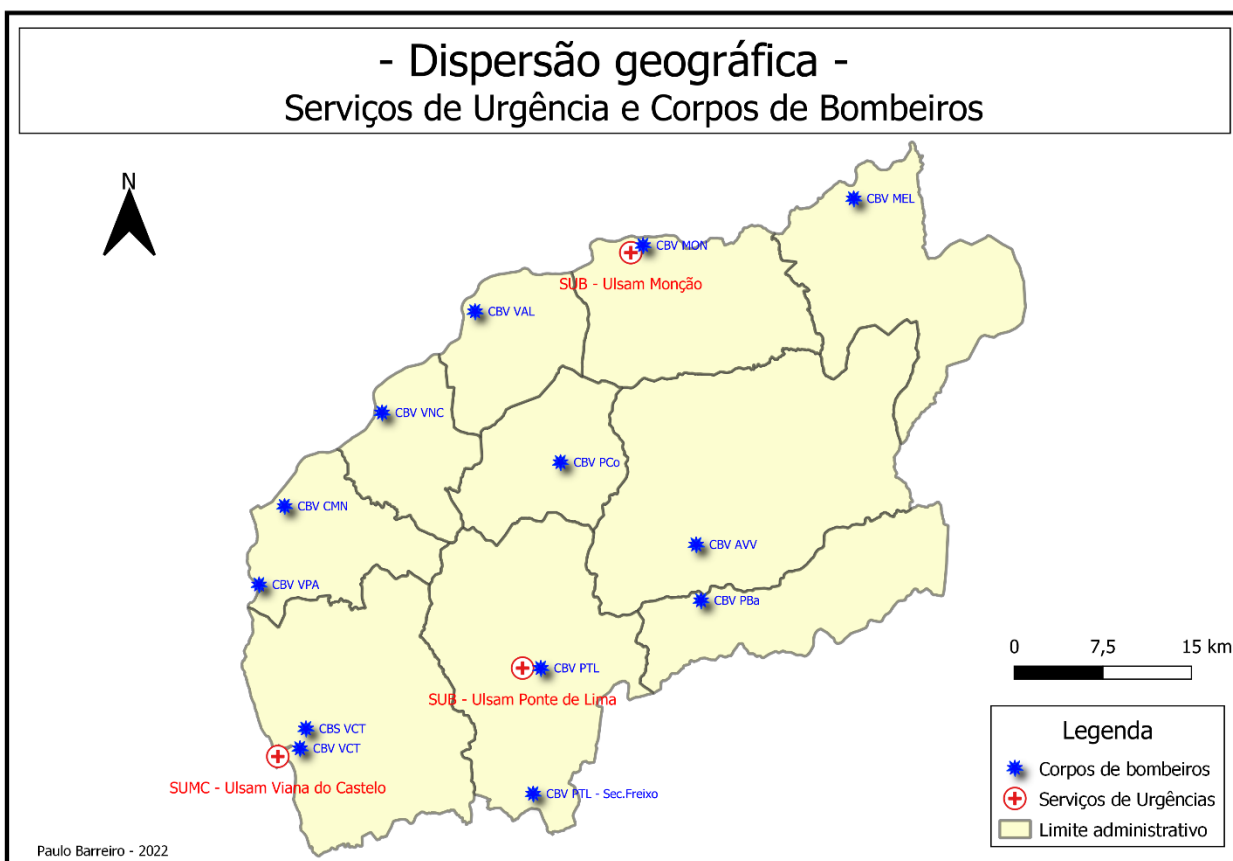 - Dispersão geográfica -
Serviços de Urgência e Corpos de Bombeiros
N
CBV MEL
CBV MON
SUB - Ulsam Monção
CBV VAL
CBV VNC
CBV PCo
CBV CMN
CBV AVV
CBV VPA
CBV PBa
0 7,5 15 km
CBV PTL
SUB - Ulsam Ponte de Lima
CBS VCT
CBV VCT
SUMC - Ulsam Viana do Castelo
CBV PTL - Sec.Freixo
Legenda
Corpos de bombeiros
Serviços de Urgências
Limite administrativo
Paulo Barreiro - 2022